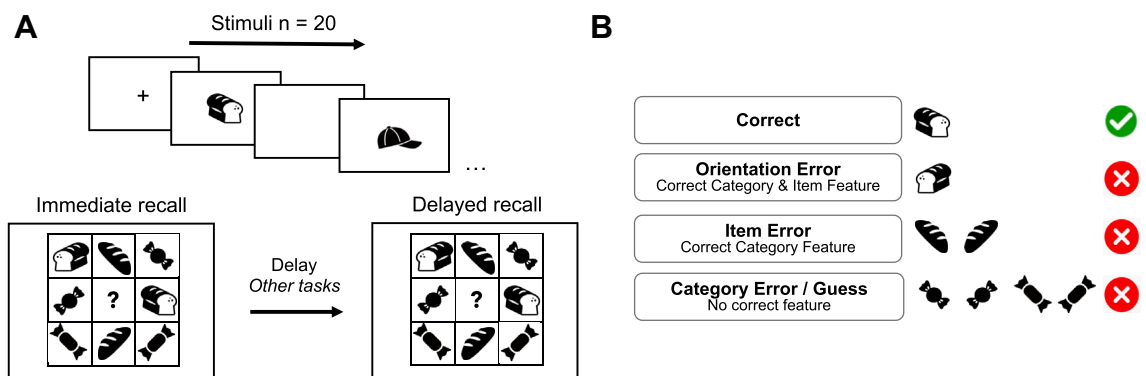 A
Stimuli n = 20
+
...
Immediate recall
?
Delay
Other tasks
Delayed recall
?
B
Correct
Orientation Error
Correct Category & Item Feature
Item Error
Correct Category Feature
Category Error / Guess
No correct feature